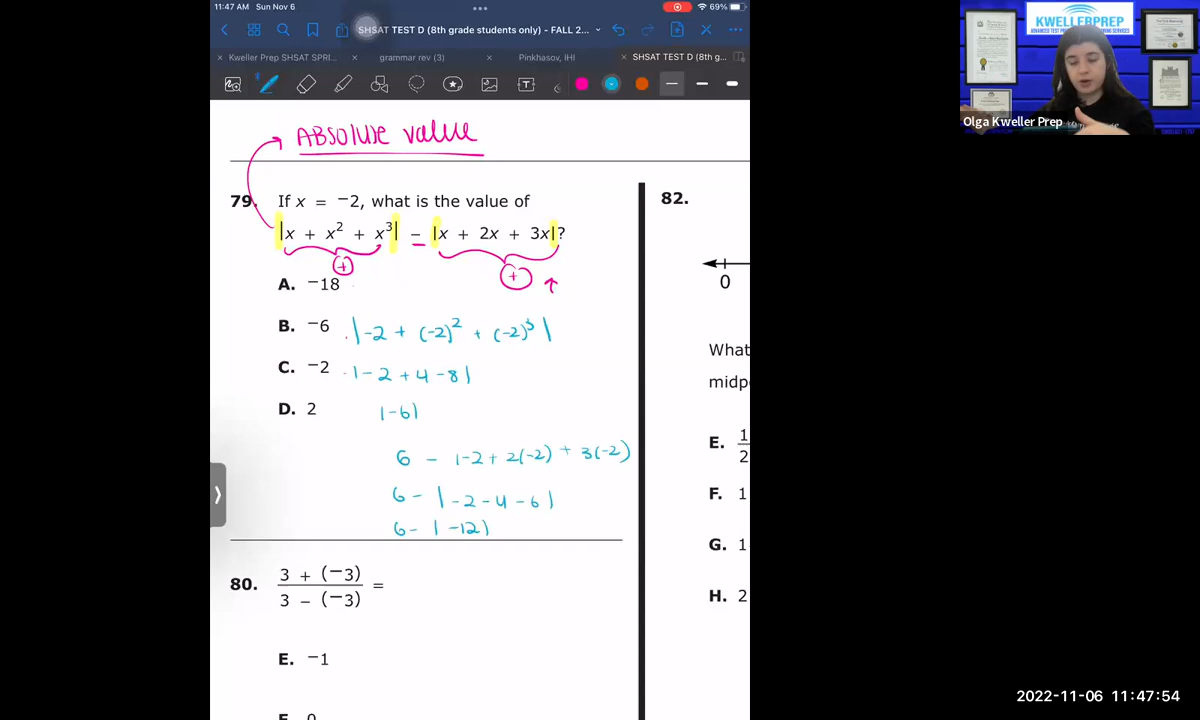 11:47 AM Sun Nov 6
69%
SHSAT TEST D (8th grade students only) - FALL 2...
Kweller Prep SHSAT SPRI...
grammar rev (3)
Pinkhasov, IHI
SHSAT TEST D (8th g...
ABSOLUTE value
79. If x = −2, what is the value of
|x + x² + x³| − |x + 2x + 3x|?
(+)
(+)
A. −18
B. −6
|-2 + (-2)² + (-2)³|
C. −2
|-2 + 4 - 8|
D. 2
|-6|
6 - |-2 + 2(-2) + 3(-2)
6 - |-2 - 4 - 6|
6 - |-12|
80. 3 + (−3)
3 − (−3) =
E. −1
F. 0
82.
0
What
midp
E. 1
2
F. 1
G. 1
H. 2
KWELLERPREP
Olga Kweller Prep
2022-11-06 11:47:54